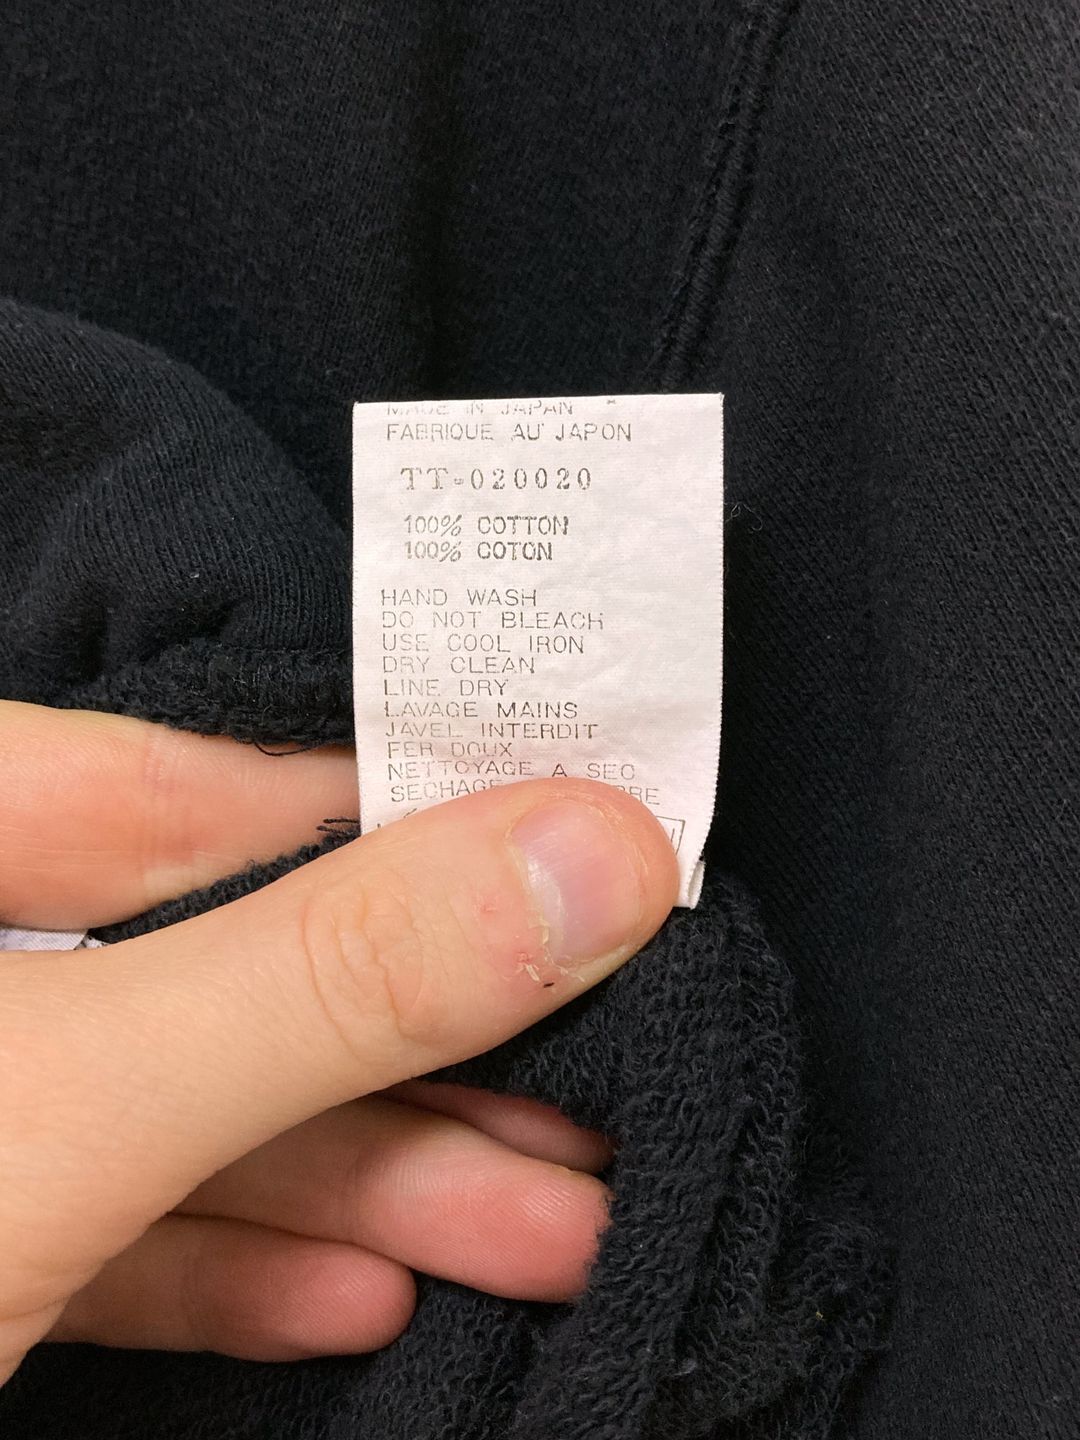 MADE IN JAPAN
FABRIQUE AU JAPON
TT-020020
100% COTTON
100% COTON
HAND WASH
DO NOT BLEACH
USE COOL IRON
DRY CLEAN
LINE DRY
LAVAGE MAINS
JAVEL INTERDIT
FER DOUX
NETTOYAGE A SEC
SECHAGE